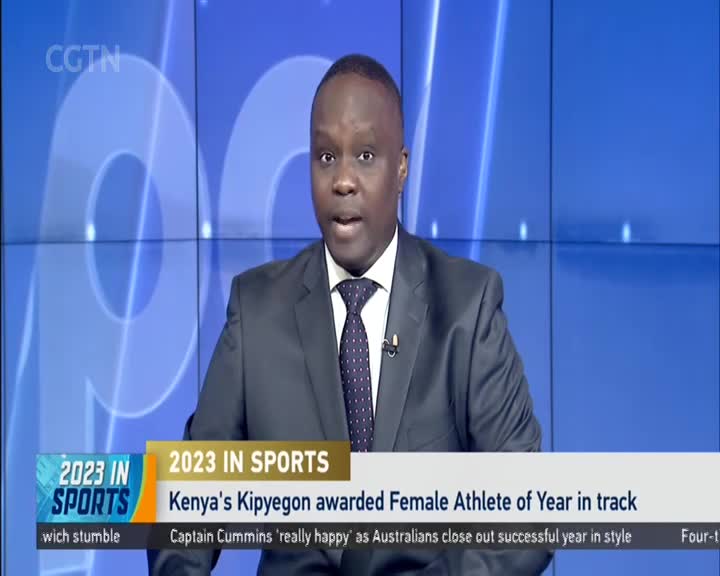 CGTN
2023 IN SPORTS
2023 IN
SPORTS
Kenya's Kipyegon awarded Female Athlete of Year in track
wich stumble
Captain Cummins 'really happy' as Australians close out successful year in style
Four-t